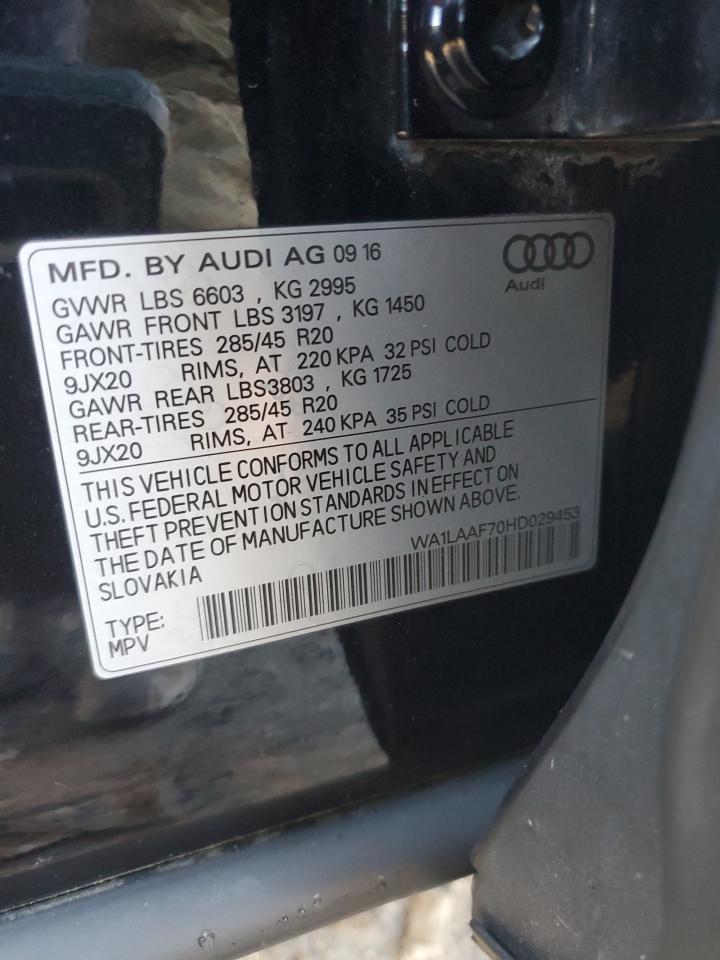 MFD. BY AUDI AG 09 16
Audi
GVWR LBS 6603 , KG 2995
GAWR FRONT LBS 3197 , KG 1450
FRONT-TIRES 285/45 R20
9JX20 RIMS, AT 220 KPA 32 PSI COLD
GAWR REAR LBS3803 , KG 1725
REAR-TIRES 285/45 R20
9JX20 RIMS, AT 240 KPA 35 PSI COLD
THIS VEHICLE CONFORMS TO ALL APPLICABLE
U.S. FEDERAL MOTOR VEHICLE SAFETY AND
THEFT PREVENTION STANDARDS IN EFFECT ON
THE DATE OF MANUFACTURE SHOWN ABOVE.
SLOVAKIA WA1LAAF70HD029453
TYPE:
MPV